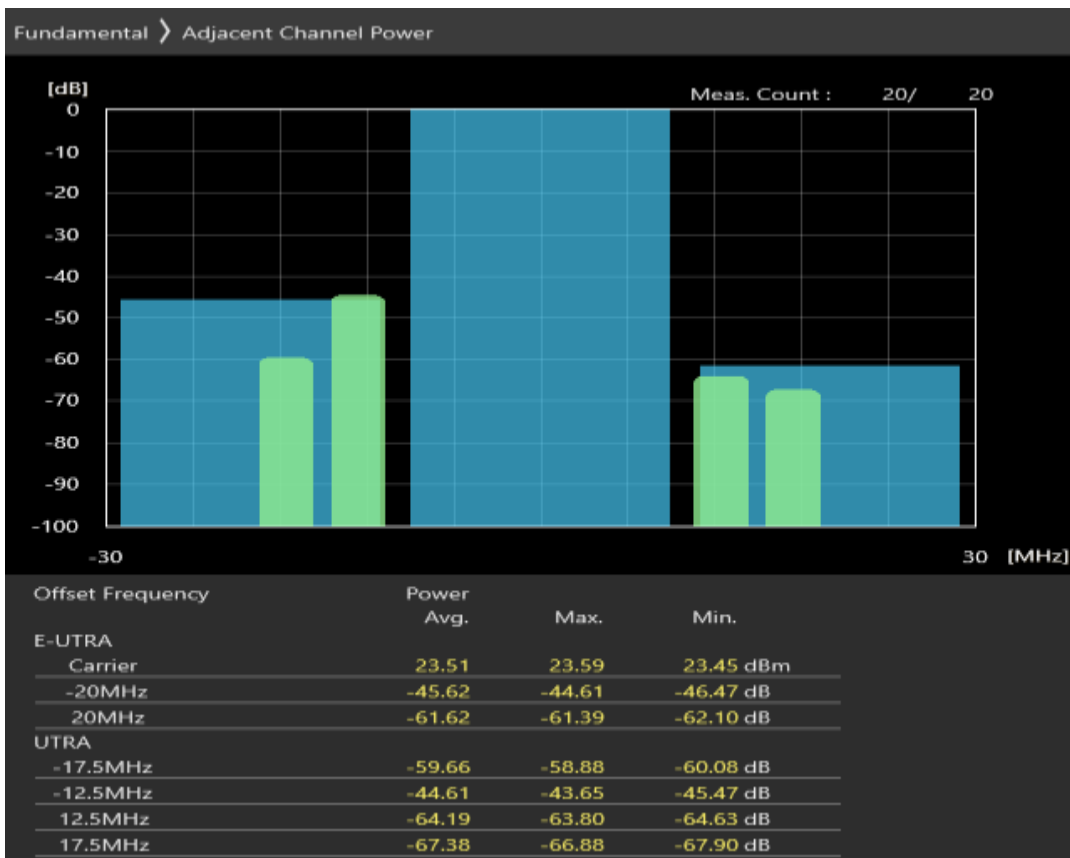 Fundamental 〉 Adjacent Channel Power
[dB]
Meas. Count : 20/ 20
0
-10
-20
-30
-40
-50
-60
-70
-80
-90
-100
-30 30 [MHz]
Offset Frequency Power
Avg. Max. Min.
E-UTRA
Carrier 23.51 23.59 23.45 dBm
-20MHz -45.62 -44.61 -46.47 dB
20MHz -61.62 -61.39 -62.10 dB
UTRA
-17.5MHz -59.66 -58.88 -60.08 dB
-12.5MHz -44.61 -43.65 -45.47 dB
12.5MHz -64.19 -63.80 -64.63 dB
17.5MHz -67.38 -66.88 -67.90 dB